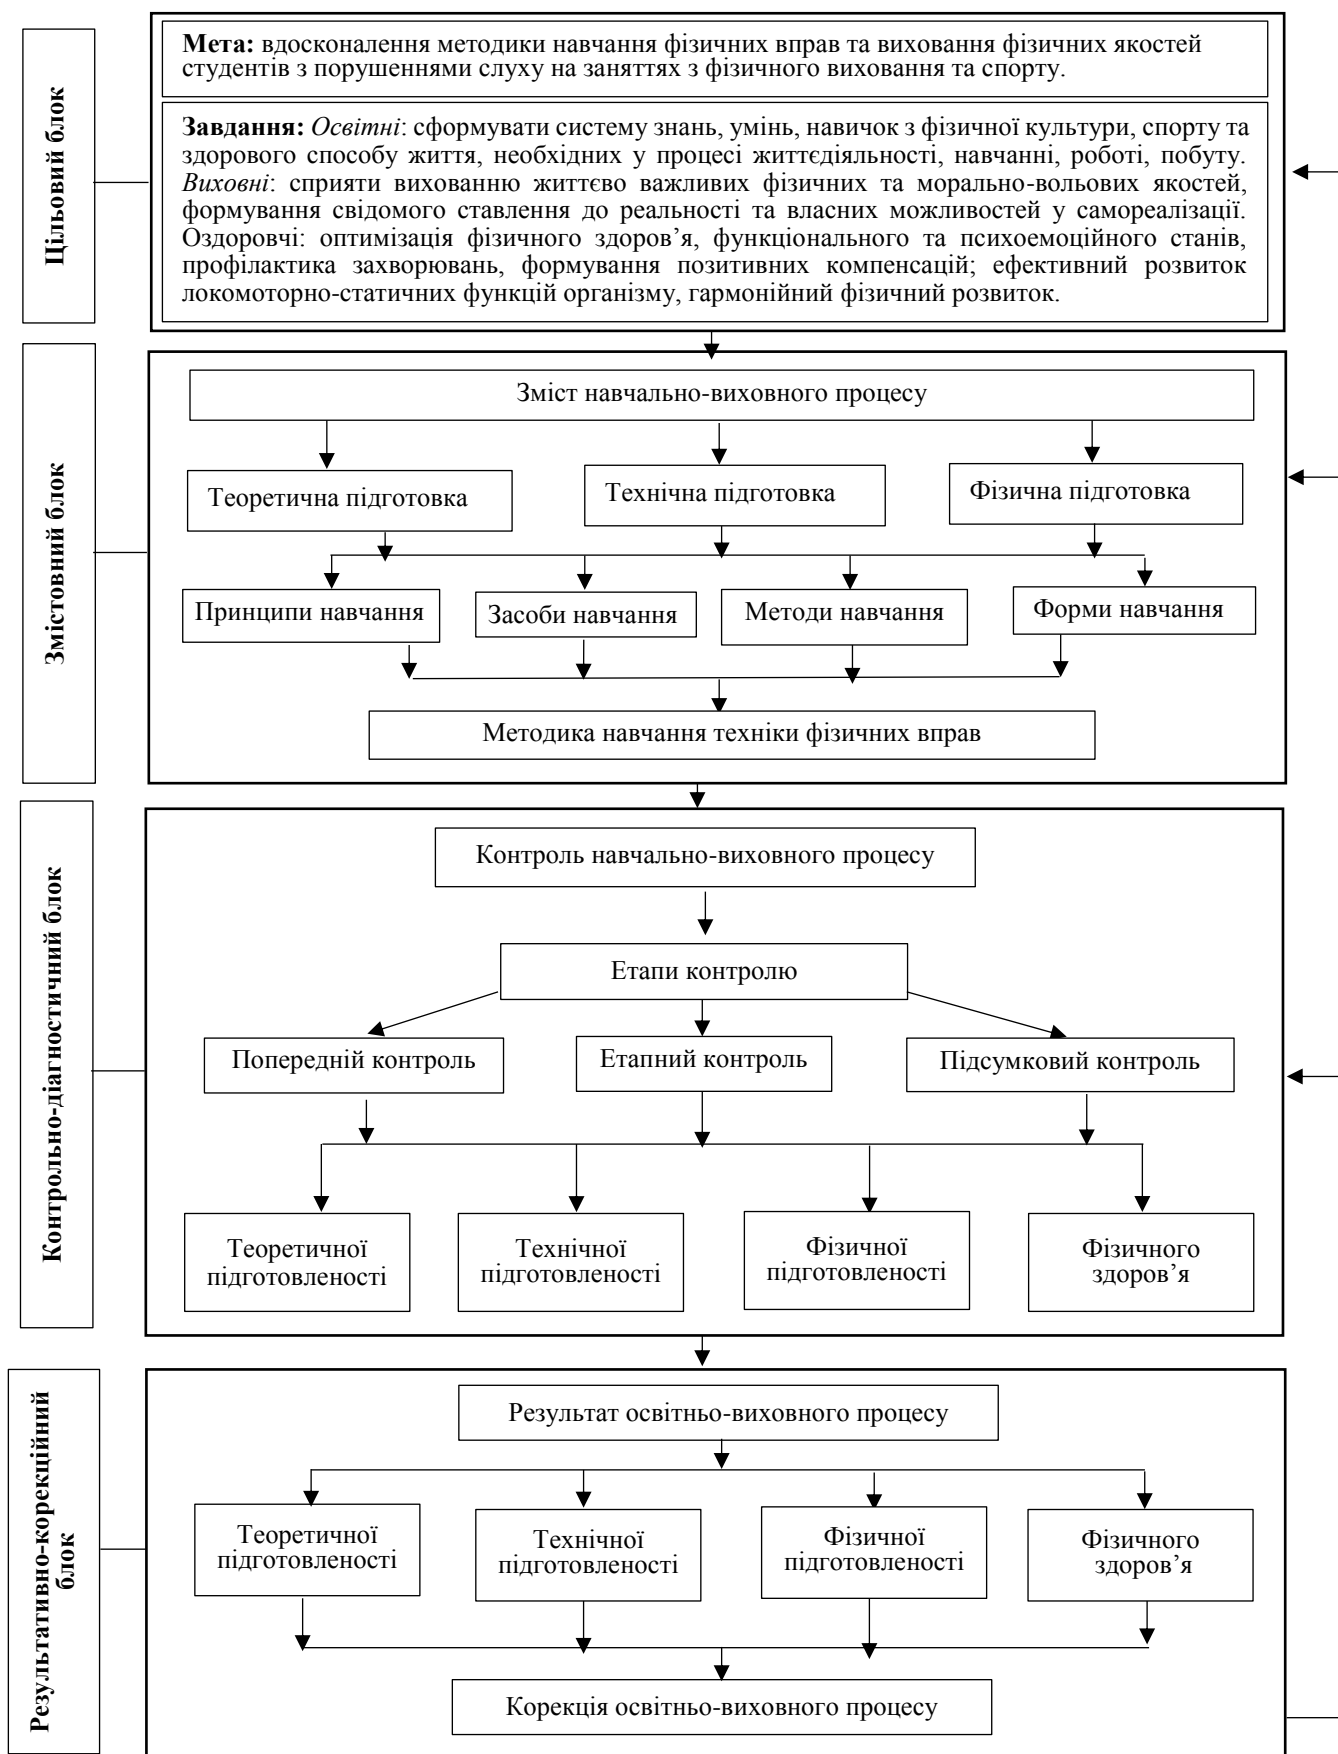 Цільовий блок
Мета: вдосконалення методики навчання фізичних вправ та виховання фізичних якостей
студентів з порушеннями слуху на заняттях з фізичного виховання та спорту.
Завдання: Освітні: сформувати систему знань, умінь, навичок з фізичної культури, спорту та
здорового способу життя, необхідних у процесі життєдіяльності, навчанні, роботі, побуту.
Виховні: сприяти вихованню життєво важливих фізичних та морально-вольових якостей,
формування свідомого ставлення до реальності та власних можливостей у самореалізації.
Оздоровчі: оптимізація фізичного здоров’я, функціонального та психоемоційного станів,
профілактика захворювань, формування позитивних компенсацій; ефективний розвиток
локомоторно-статичних функцій організму, гармонійний фізичний розвиток.
Змістовний блок
Зміст навчально-виховного процесу
Теоретична підготовка
Технічна підготовка
Фізична підготовка
Принципи навчання
Засоби навчання
Методи навчання
Форми навчання
Методика навчання техніки фізичних вправ
Контрольно-діагностичний блок
Контроль навчально-виховного процесу
Етапи контролю
Попередній контроль
Етапний контроль
Підсумковий контроль
Теоретичної
підготовленості
Технічної
підготовленості
Фізичної
підготовленості
Фізичного
здоров’я
Результативно-корекційний
блок
Результат освітньо-виховного процесу
Теоретичної
підготовленості
Технічної
підготовленості
Фізичної
підготовленості
Фізичного
здоров’я
Корекція освітньо-виховного процесу